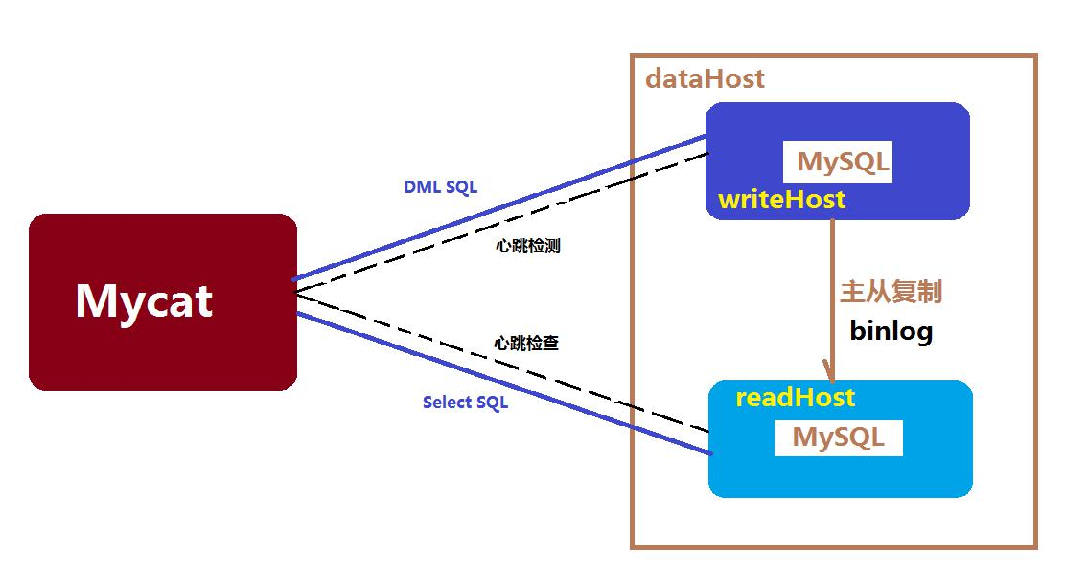 dataHost
MySQL
writeHost
DML SQL
心跳检测
Mycat
主从复制
binlog
心跳检查
Select SQL
readHost
MySQL